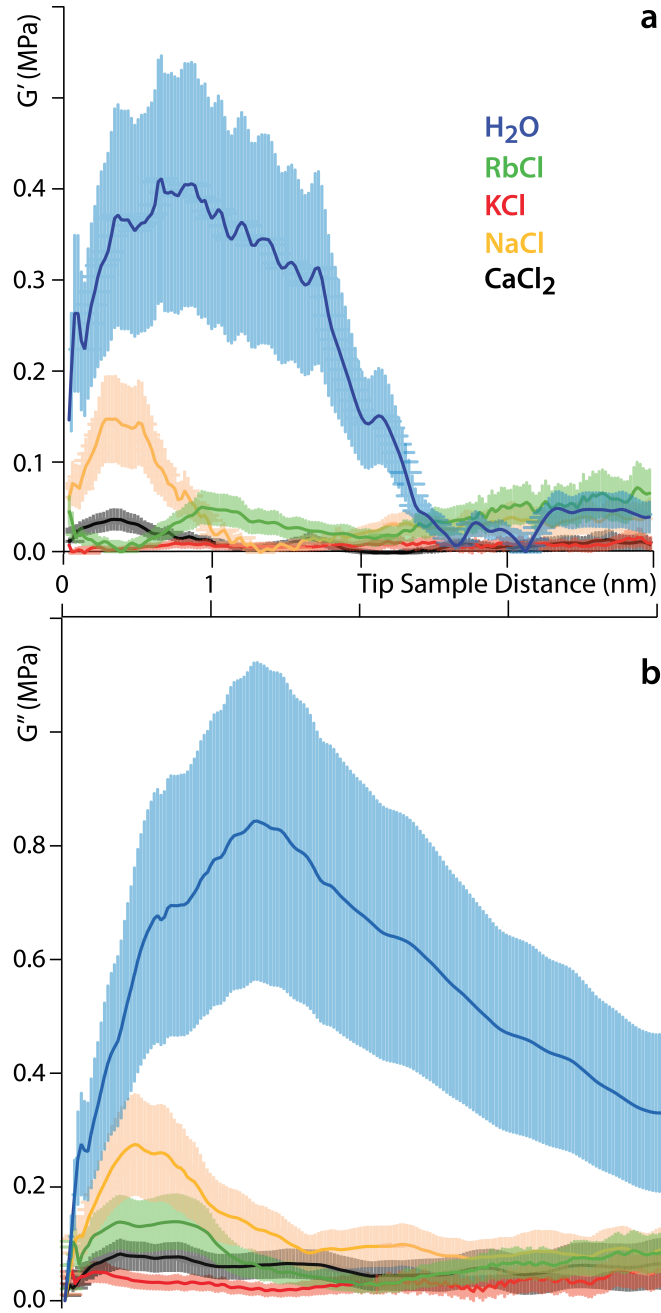 a
G′ (MPa)
H₂O
RbCl
KCl
NaCl
CaCl₂
0.4
0.3
0.2
0.1
0.0
0
1
Tip Sample Distance (nm)
b
G″ (MPa)
0.8
0.6
0.4
0.2
0.0